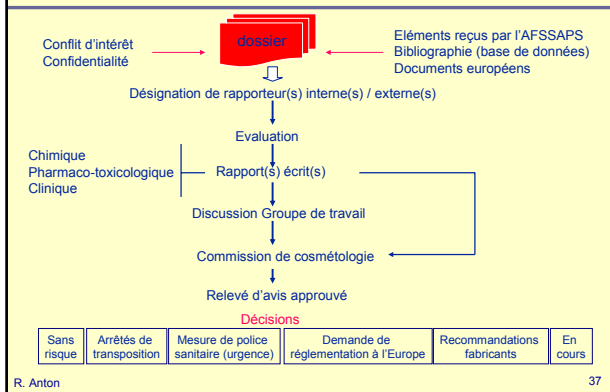 Conflit d'intérêt
Confidentialité
dossier
Eléments reçus par l'AFSSAPS
Bibliographie (base de données)
Documents européens
Désignation de rapporteur(s) interne(s) / externe(s)
Evaluation
Chimique
Pharmaco-toxicologique
Clinique
Rapport(s) écrit(s)
Discussion Groupe de travail
Commission de cosmétologie
Relevé d'avis approuvé
Décisions
Sans
risque
Arrêtés de
transposition
Mesure de police
sanitaire (urgence)
Demande de
réglementation à l'Europe
Recommandations
fabricants
En
cours
R. Anton
37